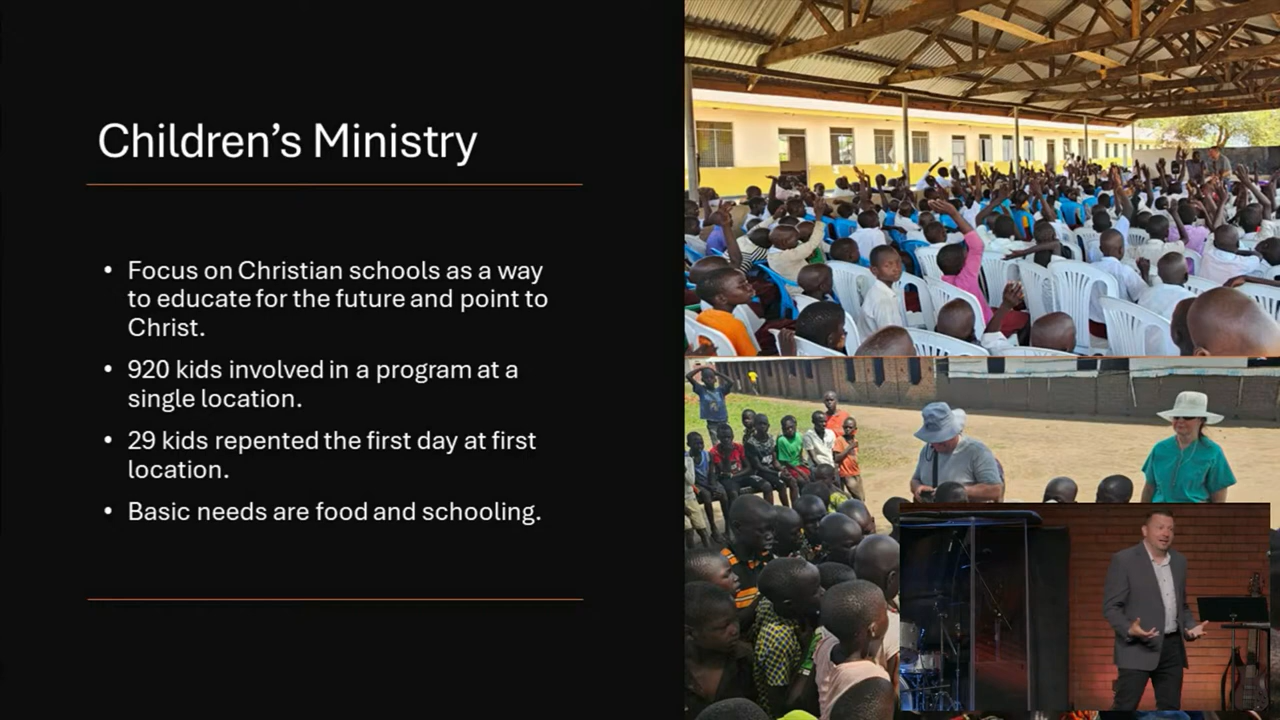 Children’s Ministry
• Focus on Christian schools as a way
to educate for the future and point to
Christ.
• 920 kids involved in a program at a
single location.
• 29 kids repented the first day at first
location.
• Basic needs are food and schooling.